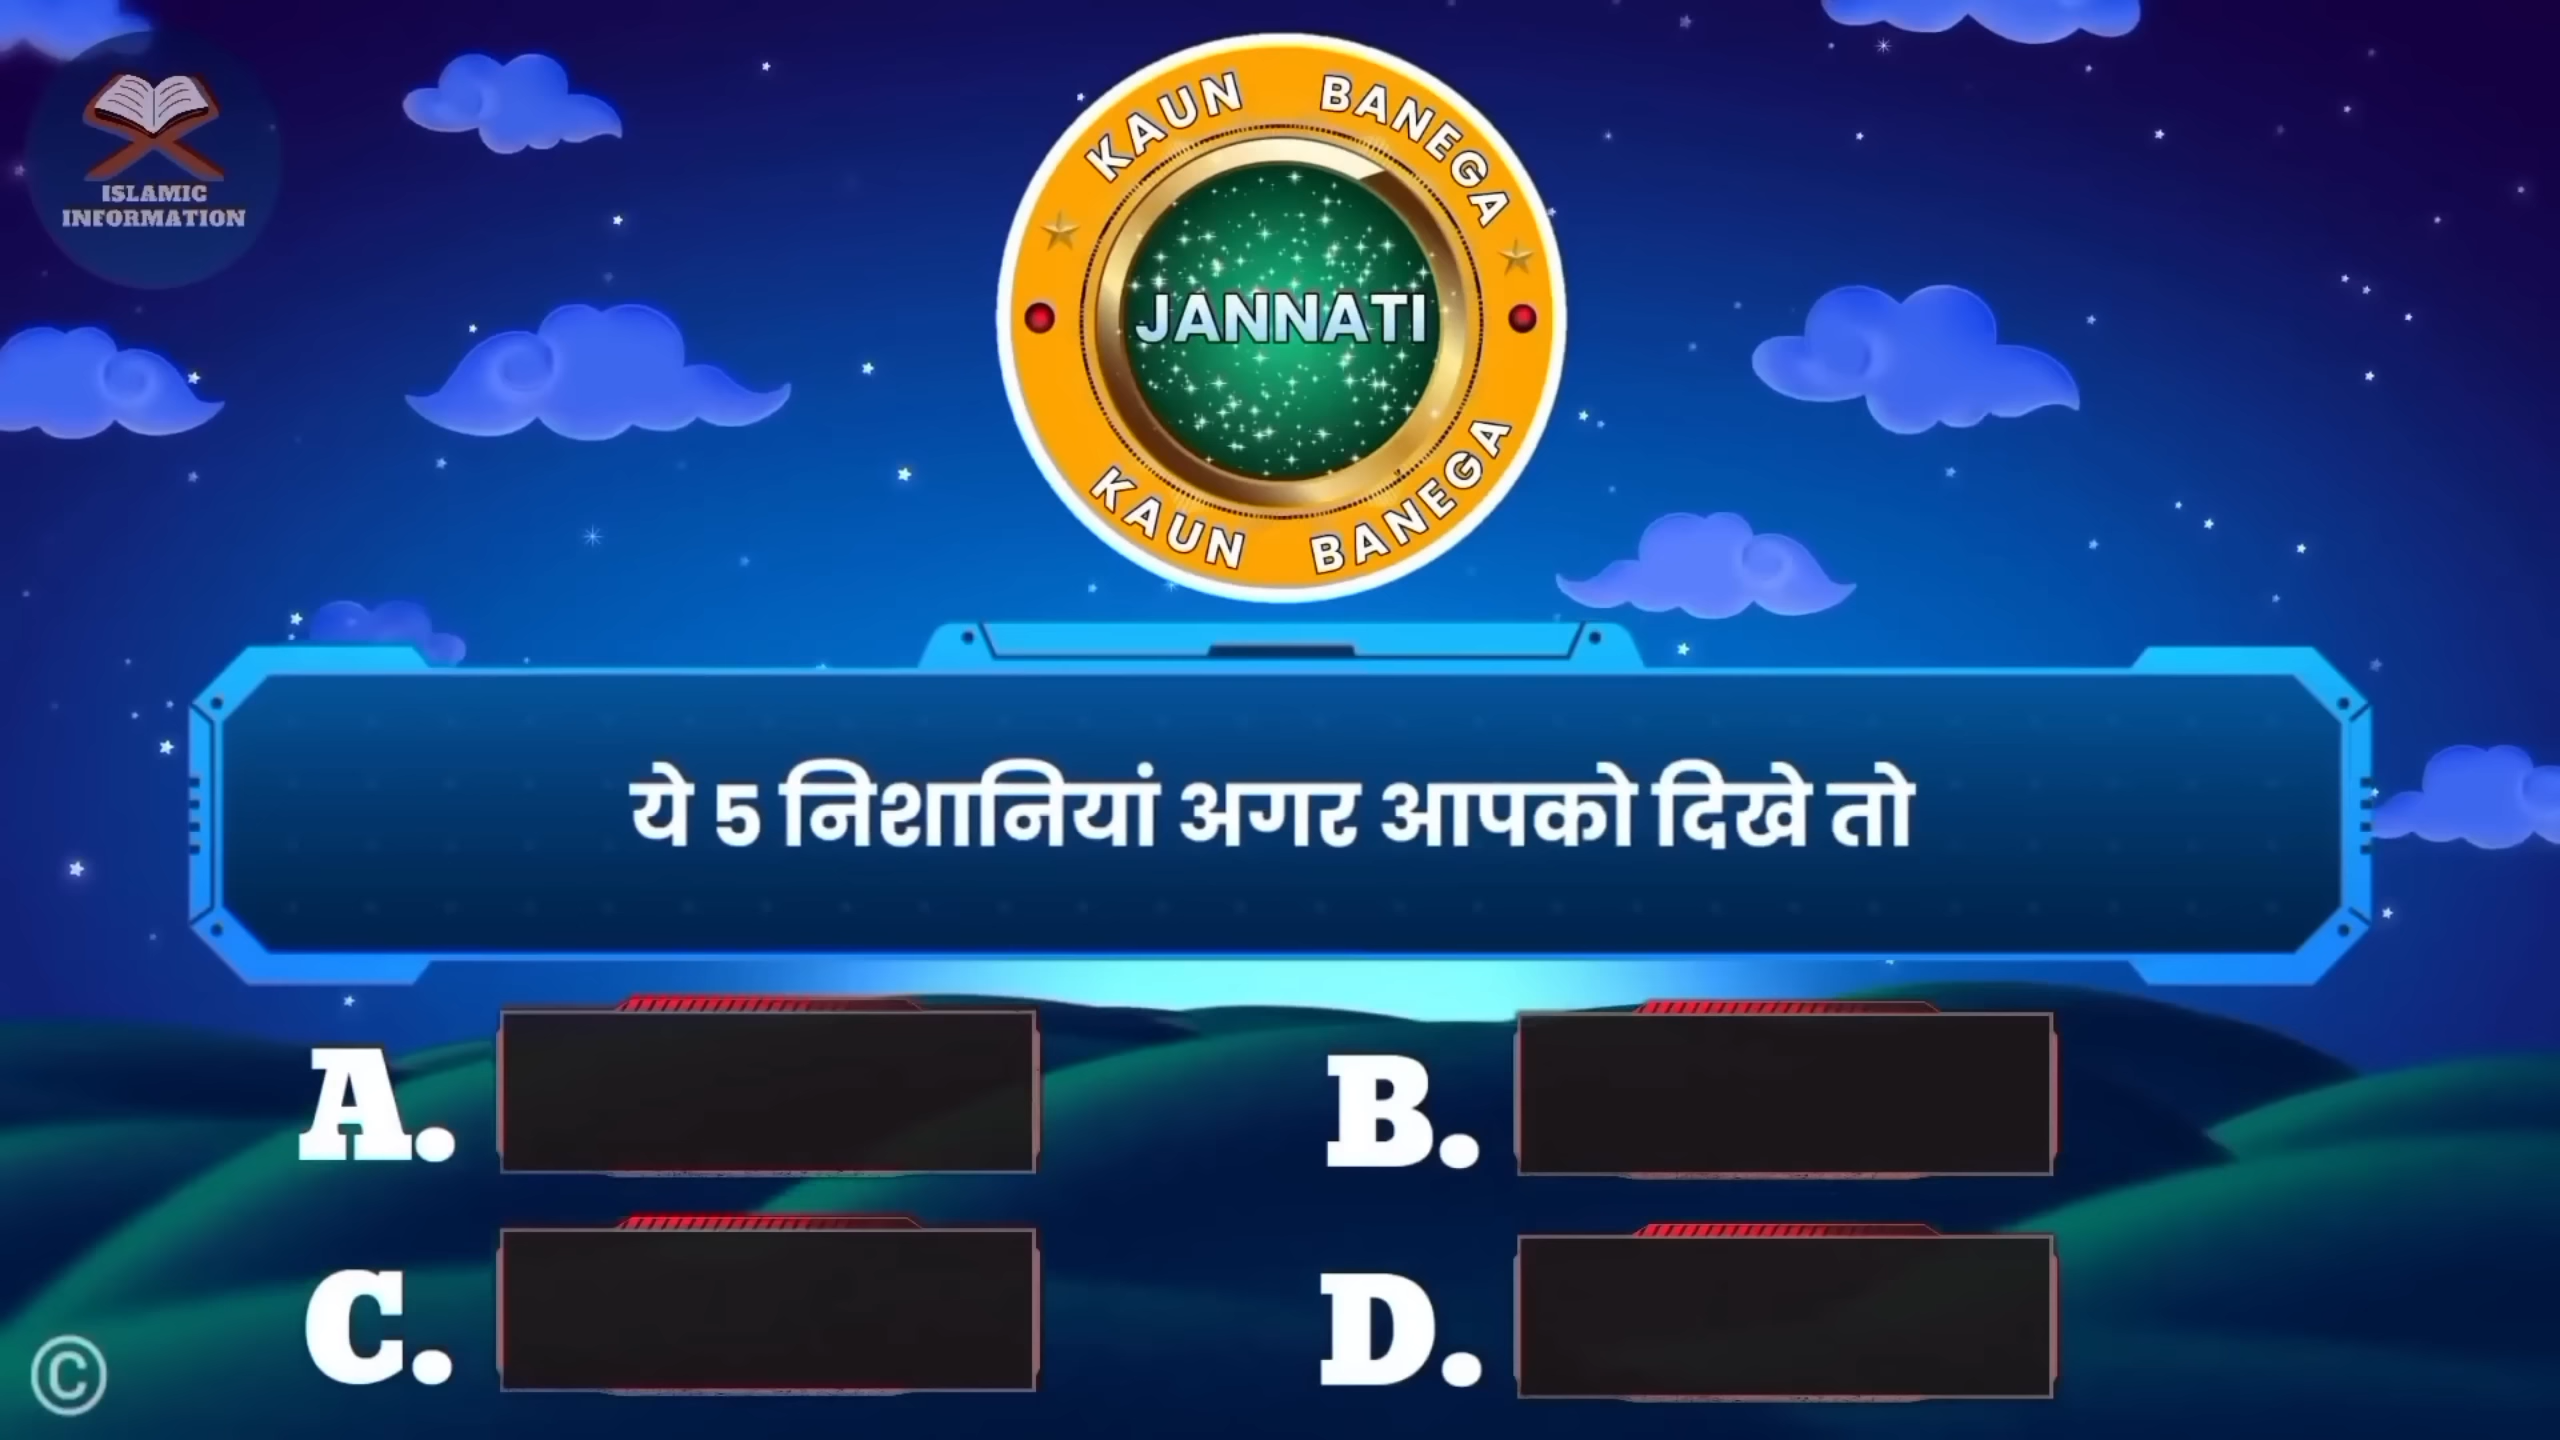 ISLAMIC
INFORMATION
KAUN BANEGA
JANNATI
KAUN BANEGA
ये 5 निशानियां अगर आपको दिखे तो
A.
B.
C.
D.
©